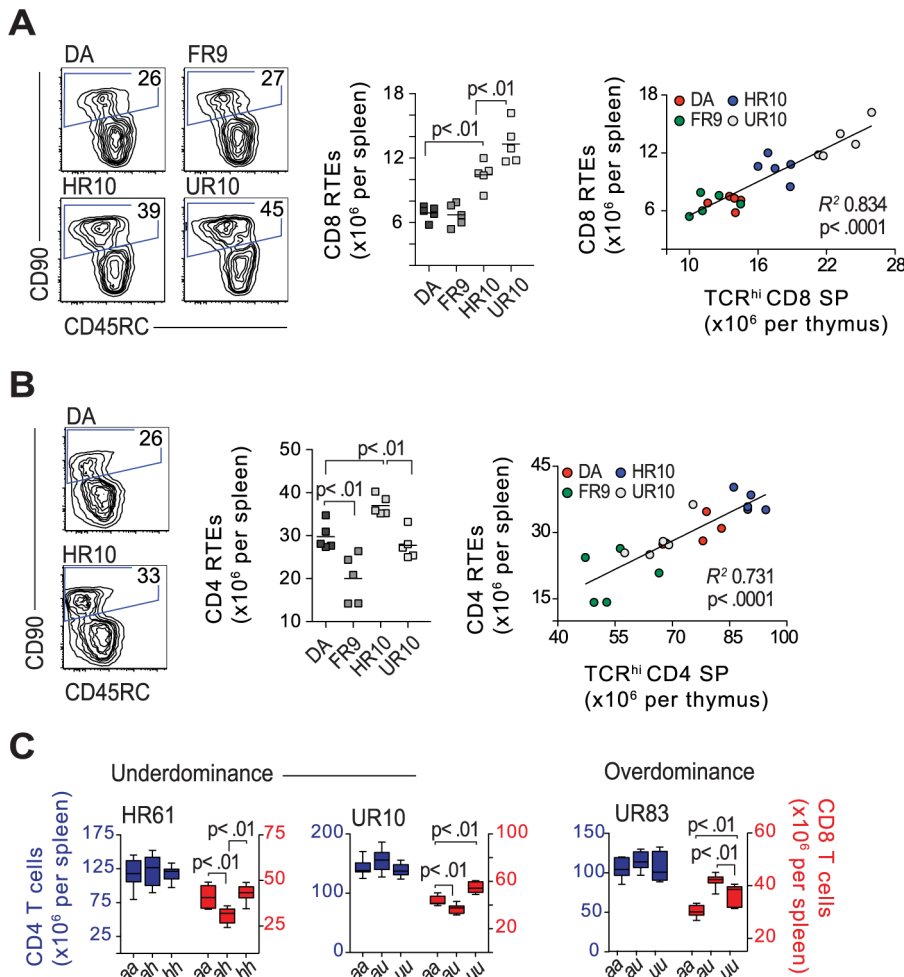 A
DA
FR9
26
27
HR10
UR10
39
45
CD90
CD45RC
CD8 RTEs
(x10⁶ per spleen)
18
12
6
p< .01
p< .01
DA
FR9
HR10
UR10
CD8 RTEs
(x10⁶ per spleen)
18
12
6
DA
HR10
FR9
UR10
R² 0.834
p< .0001
10
16
22
28
TCRʰⁱ CD8 SP
(x10⁶ per thymus)
B
DA
26
HR10
33
CD90
CD45RC
CD4 RTEs
(x10⁶ per spleen)
50
40
30
20
10
p< .01
p< .01
p< .01
DA
FR9
HR10
UR10
CD4 RTEs
(x10⁶ per spleen)
45
30
15
DA
HR10
FR9
UR10
R² 0.731
p< .0001
40
55
70
85
100
TCRʰⁱ CD4 SP
(x10⁶ per thymus)
C
Underdominance
Overdominance
CD4 T cells
(x10⁶ per spleen)
HR61
175
125
75
25
75
50
25
p< .01
p< .01
aa
ah
hh
aa
ah
hh
UR10
200
150
100
50
0
100
60
20
p< .01
p< .01
aa
au
uu
aa
au
uu
UR83
100
50
0
60
40
20
p< .01
p< .01
aa
au
uu
aa
au
uu
CD8 T cells
(x10⁶ per spleen)